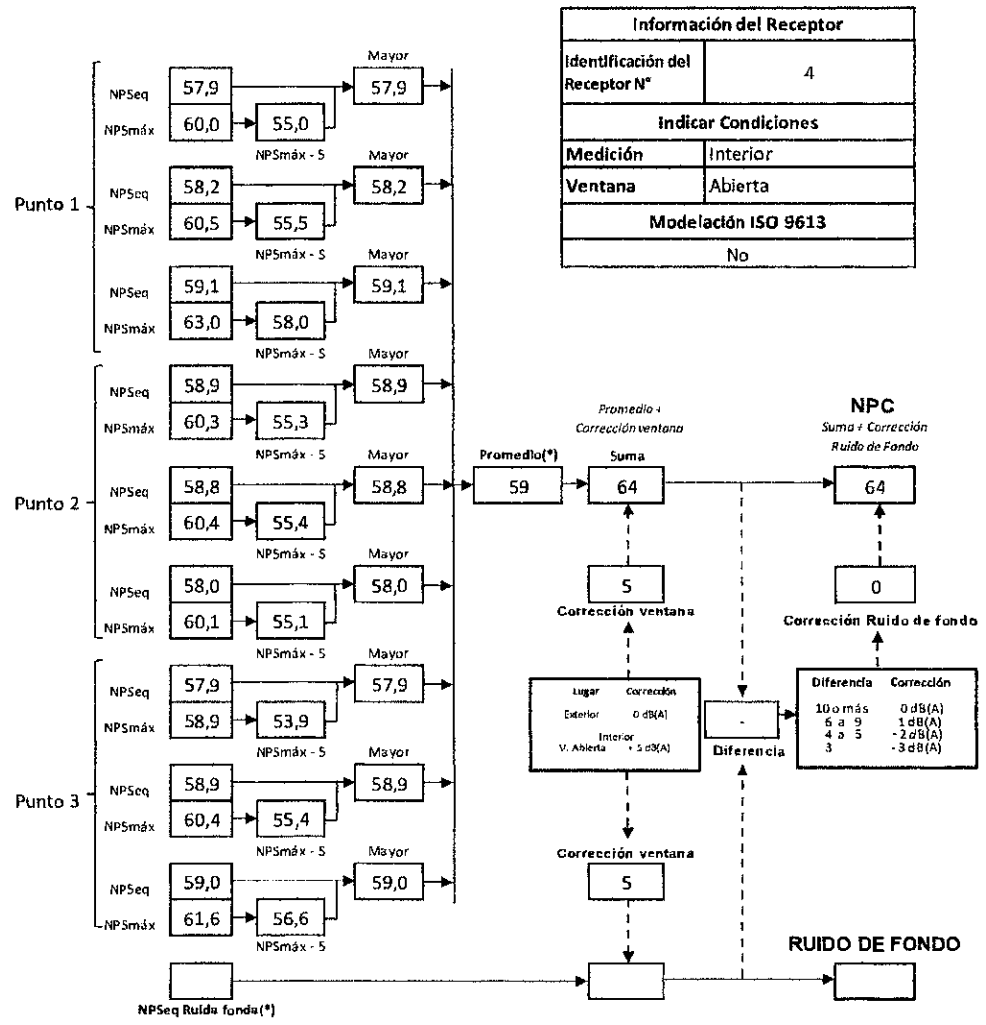 Información del Receptor
Identificación del Receptor N° 4
Indicar Condiciones
Medición Interior
Ventana Abierta
Modelación ISO 9613
No
Punto 1
Mayor
NPSeq 57,9 57,9
NPSmáx 60,0 55,0
NPSmáx - 5
Mayor
NPSeq 58,2 58,2
NPSmáx 60,5 55,5
NPSmáx - 5
Mayor
NPSeq 59,1 59,1
NPSmáx 63,0 58,0
NPSmáx - 5
Punto 2
Mayor
NPSeq 58,9 58,9
NPSmáx 60,3 55,3
NPSmáx - 5
Mayor
NPSeq 58,8 58,8
NPSmáx 60,4 55,4
NPSmáx - 5
Mayor
NPSeq 58,0 58,0
NPSmáx 60,1 55,1
NPSmáx - 5
Punto 3
Mayor
NPSeq 57,9 57,9
NPSmáx 58,9 53,9
NPSmáx - 5
Mayor
NPSeq 58,9 58,9
NPSmáx 60,4 55,4
NPSmáx - 5
Mayor
NPSeq 59,0 59,0
NPSmáx 61,6 56,6
NPSmáx - 5
NPSeq Ruido fondo(*)
Promedio(*)
59
Promedio +
Corrección ventana
Suma
64
5
Corrección ventana
Lugar Corrección
Exterior 0 dB(A)
Interior
V. Abierta + 5 dB(A)
Corrección ventana
5
-
Diferencia
NPC
Suma + Corrección
Ruido de Fondo
64
0
Corrección Ruido de fondo
Diferencia Corrección
10 o más 0 dB(A)
6 a 9 1 dB(A)
4 a 5 -2 dB(A)
3 -3 dB(A)
RUIDO DE FONDO